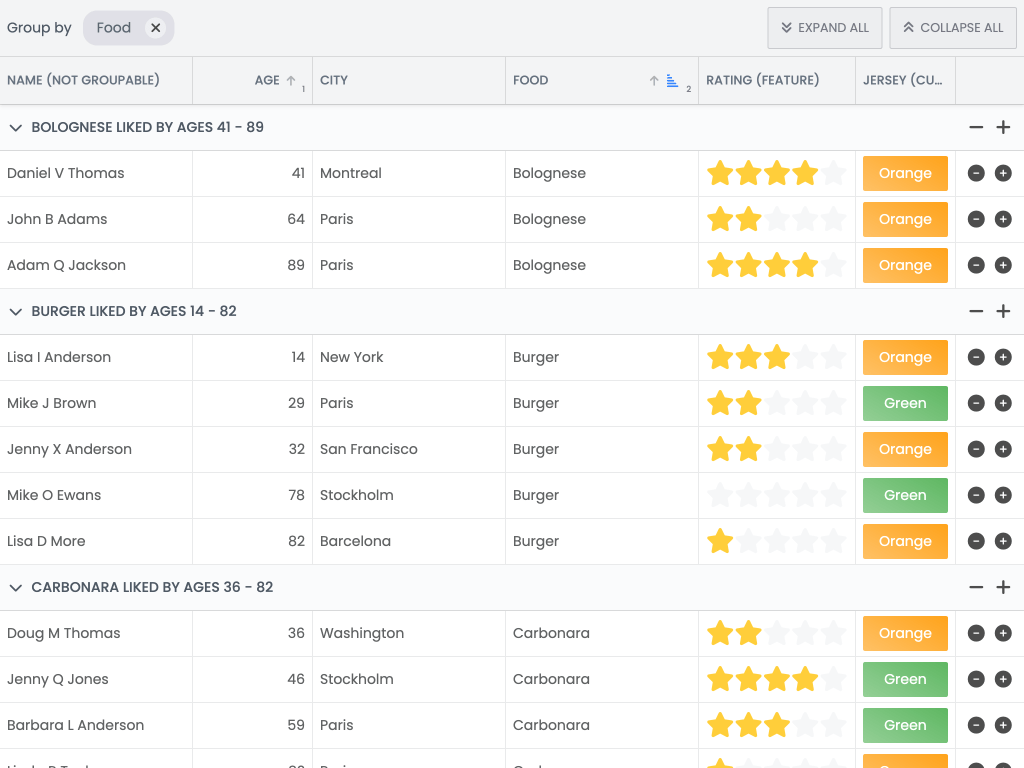 Group by Food EXPAND ALL COLLAPSE ALL
NAME (NOT GROUPABLE) AGE 1 CITY FOOD 2 RATING (FEATURE) JERSEY (CU...
BOLOGNESE LIKED BY AGES 41 - 89
Daniel V Thomas 41 Montreal Bolognese Orange
John B Adams 64 Paris Bolognese Orange
Adam Q Jackson 89 Paris Bolognese Orange
BURGER LIKED BY AGES 14 - 82
Lisa I Anderson 14 New York Burger Orange
Mike J Brown 29 Paris Burger Green
Jenny X Anderson 32 San Francisco Burger Orange
Mike O Ewans 78 Stockholm Burger Green
Lisa D More 82 Barcelona Burger Orange
CARBONARA LIKED BY AGES 36 - 82
Doug M Thomas 36 Washington Carbonara Orange
Jenny Q Jones 46 Stockholm Carbonara Green
Barbara L Anderson 59 Paris Carbonara Green